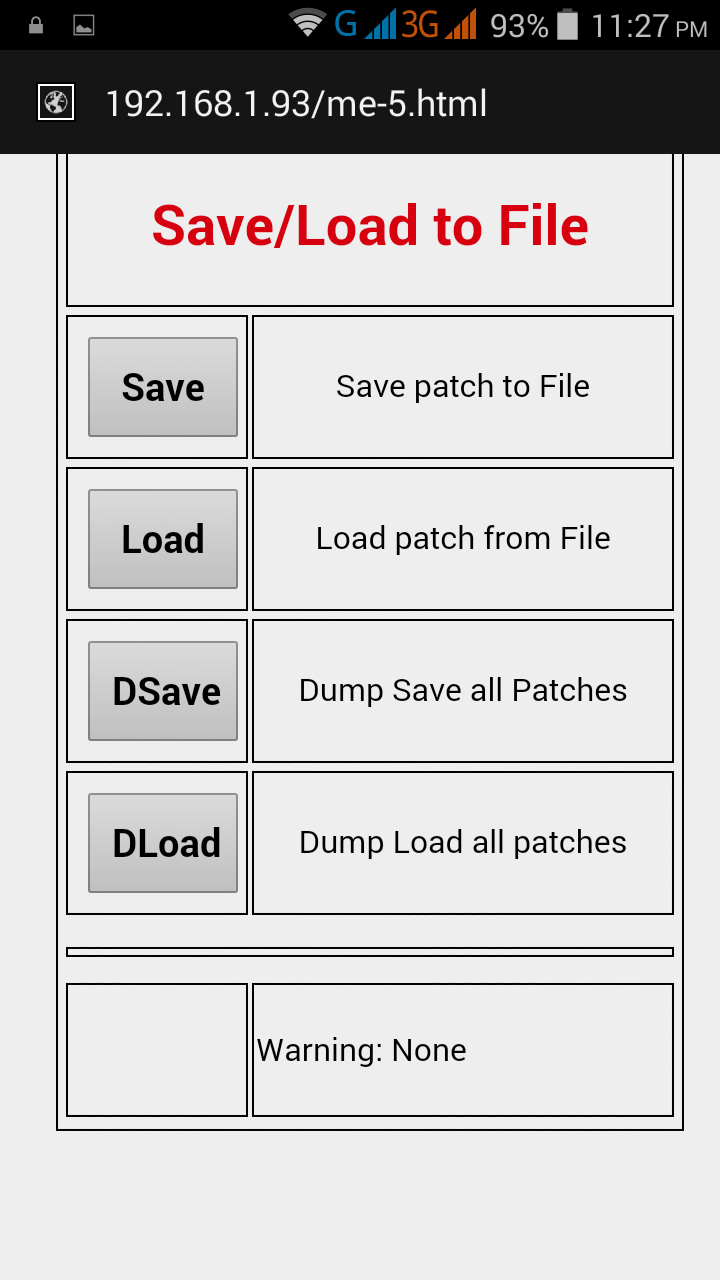 G 3G 93% 11:27 PM
192.168.1.93/me-5.html
Save/Load to File
Save Save patch to File
Load Load patch from File
DSave Dump Save all Patches
DLoad Dump Load all patches
Warning: None